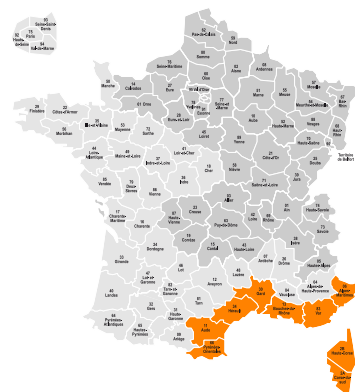 93
Seine-Saint-
Denis
92
Hauts-
de-Seine
75
Paris
94
Val-de-Marne
62
Pas-de-Calais
59
Nord
80
Somme
76
Seine-Maritime
60
Oise
02
Aisne
08
Ardennes
50
Manche
14
Calvados
27
Eure
95
Val-d'Oise
78
Yvelines
91
Essonne
77
Seine-et-
Marne
51
Marne
55
Meuse
57
Moselle
54
Meurthe-et-Moselle
67
Bas-
Rhin
61 Orne
28
Eure-et-Loir
10
Aube
52
Haute-Marne
88
Vosges
68
Haut-
Rhin
29
Finistère
22
Côtes-d'Armor
56
Morbihan
35
Ille-et-Vilaine
53
Mayenne
72
Sarthe
45
Loiret
41
Loir-et-Cher
89
Yonne
70
Haute-Saône
90
Territoire
de Belfort
44
Loire-
Atlantique
49
Maine-et-Loire
37
Indre-et-Loire
18
Cher
58
Nièvre
21
Côte-d'Or
25
Doubs
39
Jura
85
Vendée
79
Deux-
Sèvres
86
Vienne
36
Indre
03
Allier
71
Saône-et-Loire
17
Charente-
Maritime
16
Charente
87
Haute-
Vienne
23
Creuse
63
Puy-de-Dôme
42
Loire
69
Rhône
01
Ain
74
Haute-Savoie
73
Savoie
24
Dordogne
19
Corrèze
15
Cantal
43
Haute-Loire
38
Isère
33
Gironde
46
Lot
48
Lozère
07
Ardèche
26
Drôme
05
Hautes-Alpes
40
Landes
47
Lot-et-
Garonne
82
Tarn-et-
Garonne
12
Aveyron
30
Gard
84
Vaucluse
04
Alpes-de-
Haute-Provence
06
Alpes-
Maritimes
32
Gers
81
Tarn
34
Hérault
13
Bouches-du-
Rhône
83
Var
64
Pyrénées-
Atlantiques
65
Hautes-
Pyrénées
31
Haute-
Garonne
09
Ariège
11
Aude
66
Pyrénées-
Orientales
2B
Haute-Corse
2A
Corse-du-
Sud